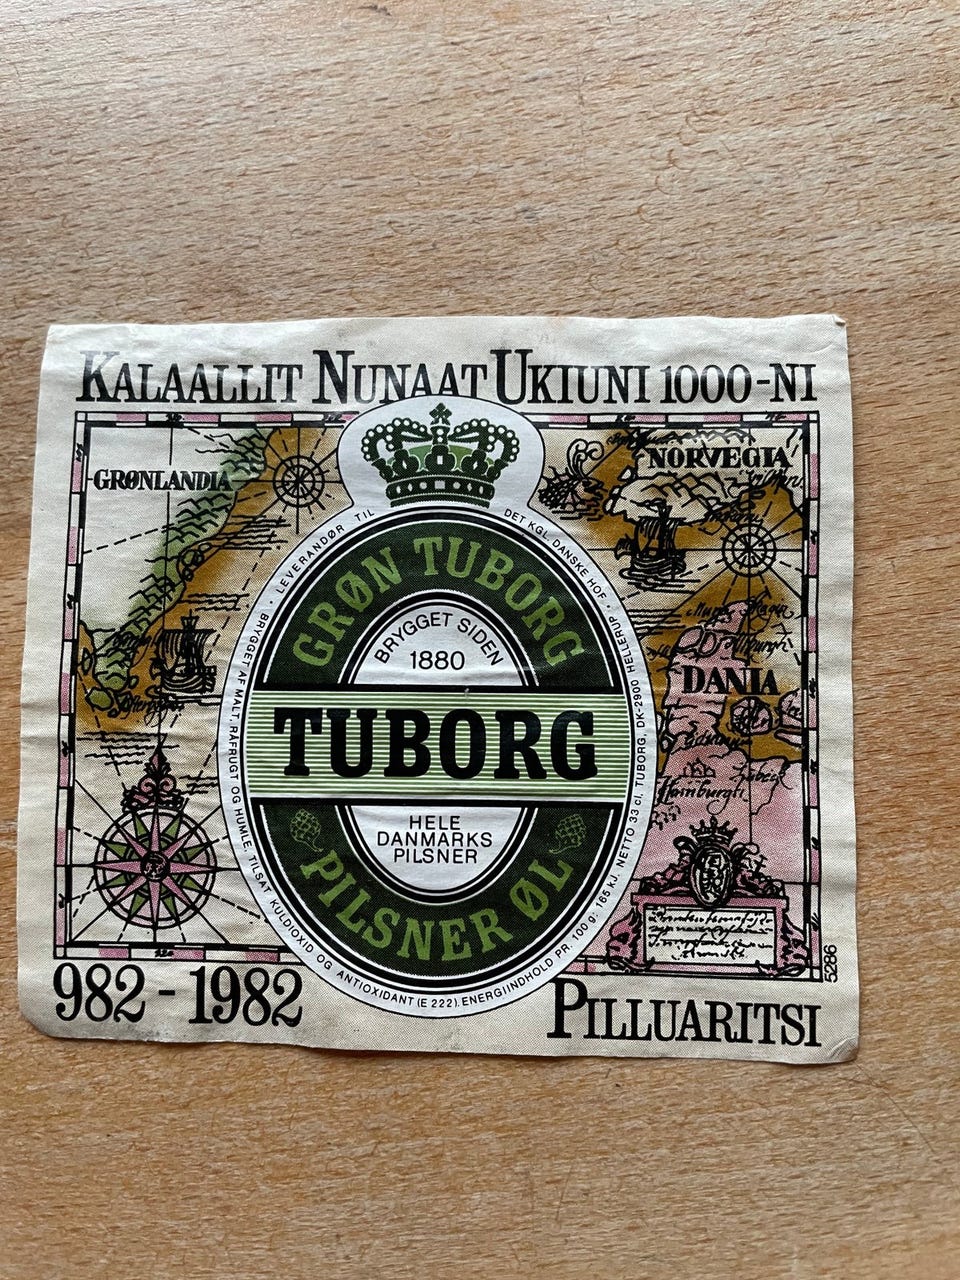 KALAALLIT NUNAAT UKIUNI 1000-NI
GRØNLANDIA
NORVEGIA
LEVERANDØR TIL DET KGL. DANSKE HOF
GRØN TUBORG
BRYGGET SIDEN
1880
TUBORG
HELE
DANMARKS
PILSNER
PILSNER ØL
DANIA
Hamburgh
BRYGGET AF MALT, RÅFRUGT OG HUMLE, TILSAT KULDIOXID OG ANTIOXIDANT (E 222). ENERGIINDHOLD PR. 100 g: 165 kJ. NETTO 33 cl. TUBORG, DK-2900 HELLERUP
5286
982 - 1982
PILLUARITSI